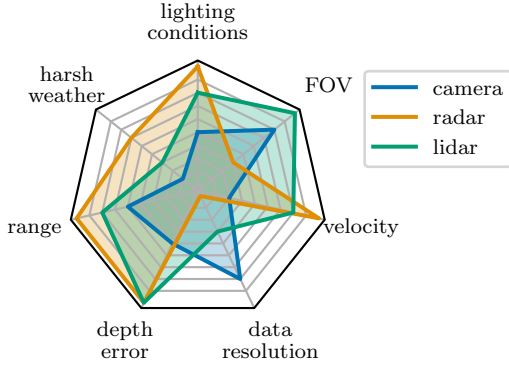 lighting
conditions
harsh
weather
FOV
camera
radar
lidar
range
velocity
depth
error
data
resolution